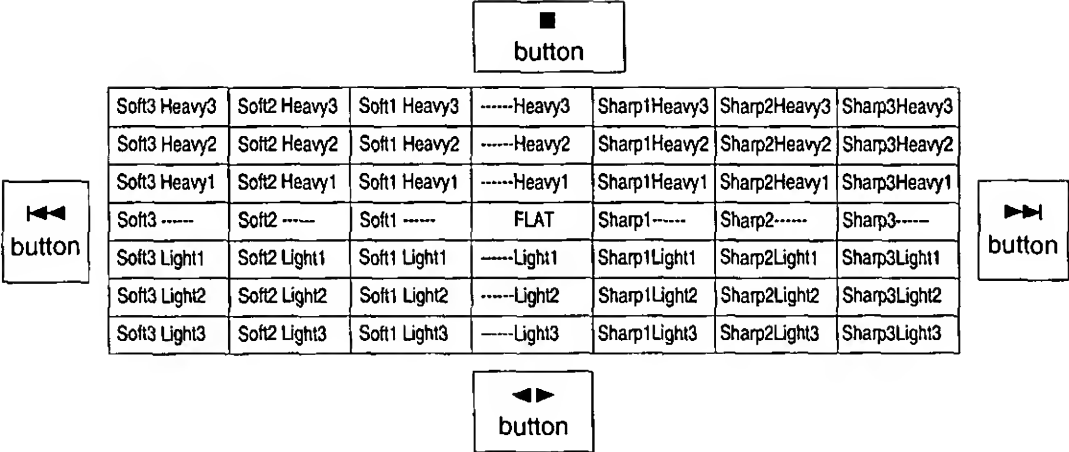 ■
button
Soft3 Heavy3 Soft2 Heavy3 Soft1 Heavy3 ------Heavy3 Sharp1Heavy3 Sharp2Heavy3 Sharp3Heavy3
Soft3 Heavy2 Soft2 Heavy2 Soft1 Heavy2 ------Heavy2 Sharp1Heavy2 Sharp2Heavy2 Sharp3Heavy2
Soft3 Heavy1 Soft2 Heavy1 Soft1 Heavy1 ------Heavy1 Sharp1Heavy1 Sharp2Heavy1 Sharp3Heavy1
Soft3 ------ Soft2 ------ Soft1 ------ FLAT Sharp1------ Sharp2------ Sharp3------
Soft3 Light1 Soft2 Light1 Soft1 Light1 ------Light1 Sharp1Light1 Sharp2Light1 Sharp3Light1
Soft3 Light2 Soft2 Light2 Soft1 Light2 ------Light2 Sharp1Light2 Sharp2Light2 Sharp3Light2
Soft3 Light3 Soft2 Light3 Soft1 Light3 ------Light3 Sharp1Light3 Sharp2Light3 Sharp3Light3
⏮
button
⏭
button
◀▶
button